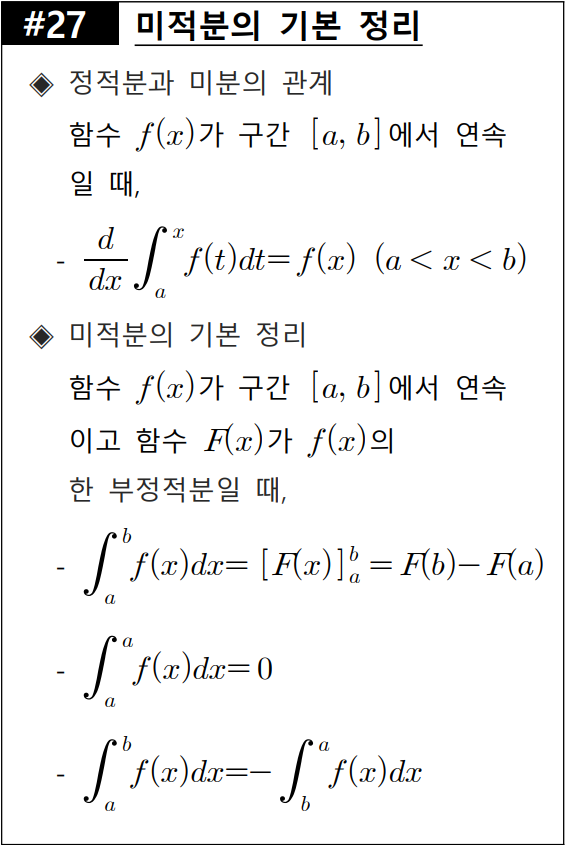 #27 미적분의 기본 정리
◈ 정적분과 미분의 관계
함수 $f(x)$가 구간 $[a, b]$에서 연속
일 때,
- $\frac{d}{dx}\int_{a}^{x} f(t)dt = f(x)$ $(a < x < b)$
◈ 미적분의 기본 정리
함수 $f(x)$가 구간 $[a, b]$에서 연속
이고 함수 $F(x)$가 $f(x)$의
한 부정적분일 때,
- $\int_{a}^{b} f(x)dx = [F(x)]_{a}^{b} = F(b) - F(a)$
- $\int_{a}^{a} f(x)dx = 0$
- $\int_{a}^{b} f(x)dx = -\int_{b}^{a} f(x)dx$